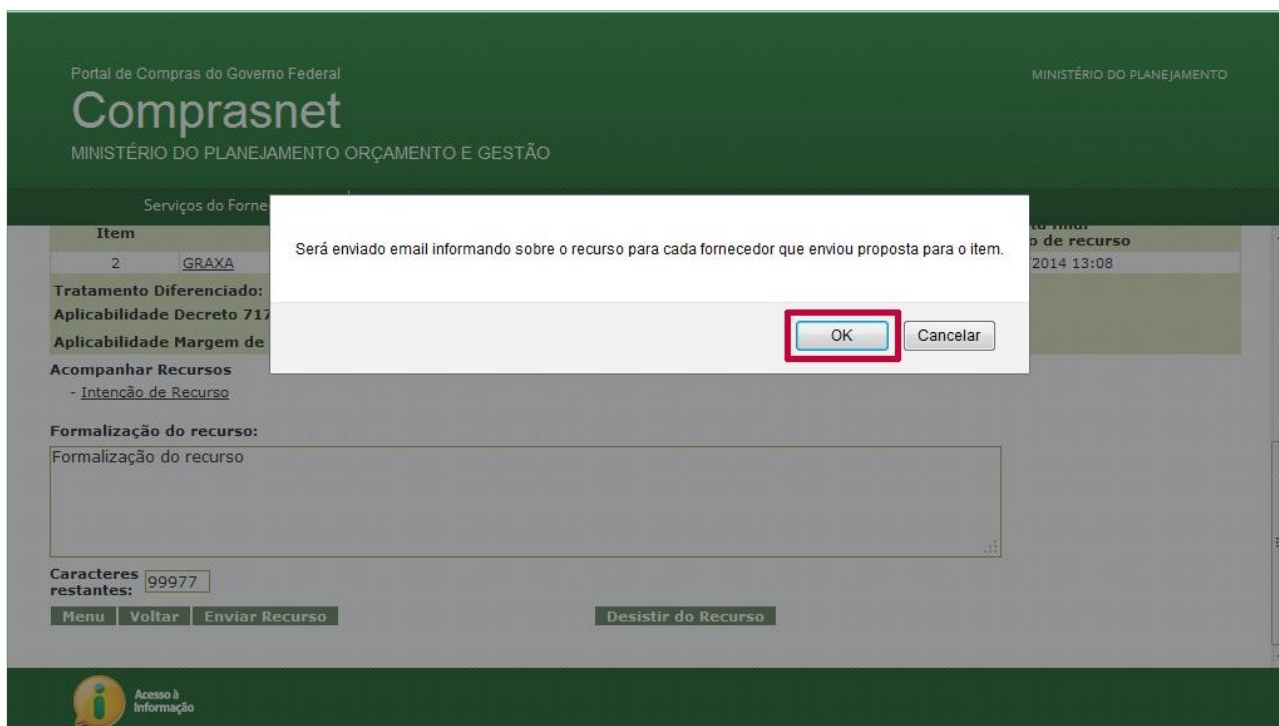 Portal de Compras do Governo Federal
MINISTÉRIO DO PLANEJAMENTO
Comprasnet
MINISTÉRIO DO PLANEJAMENTO ORÇAMENTO E GESTÃO
Serviços do Forne
Será enviado email informando sobre o recurso para cada fornecedor que enviou proposta para o item.
OK Cancelar
Item
o de recurso
2 GRAXA 2014 13:08
Tratamento Diferenciado:
Aplicabilidade Decreto 717
Aplicabilidade Margem de
Acompanhar Recursos
- Intenção de Recurso
Formalização do recurso:
Formalização do recurso
Caracteres restantes: 99977
Menu Voltar Enviar Recurso Desistir do Recurso
Acesso à
Informação